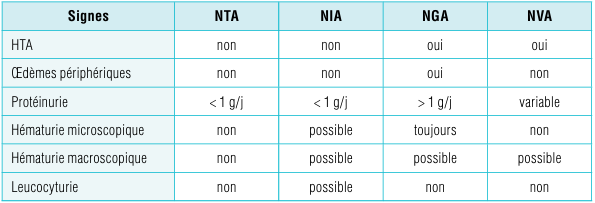 Signes NTA NIA NGA NVA
HTA non non oui oui
Œdèmes périphériques non non oui non
Protéinurie < 1 g/j < 1 g/j > 1 g/j variable
Hématurie microscopique non possible toujours non
Hématurie macroscopique non possible possible possible
Leucocyturie non possible non non